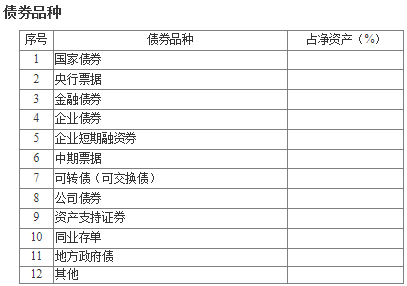 债券品种
序号 债券品种 占净资产（%）
1 国家债券
2 央行票据
3 金融债券
4 企业债券
5 企业短期融资券
6 中期票据
7 可转债（可交换债）
8 公司债券
9 资产支持证券
10 同业存单
11 地方政府债
12 其他